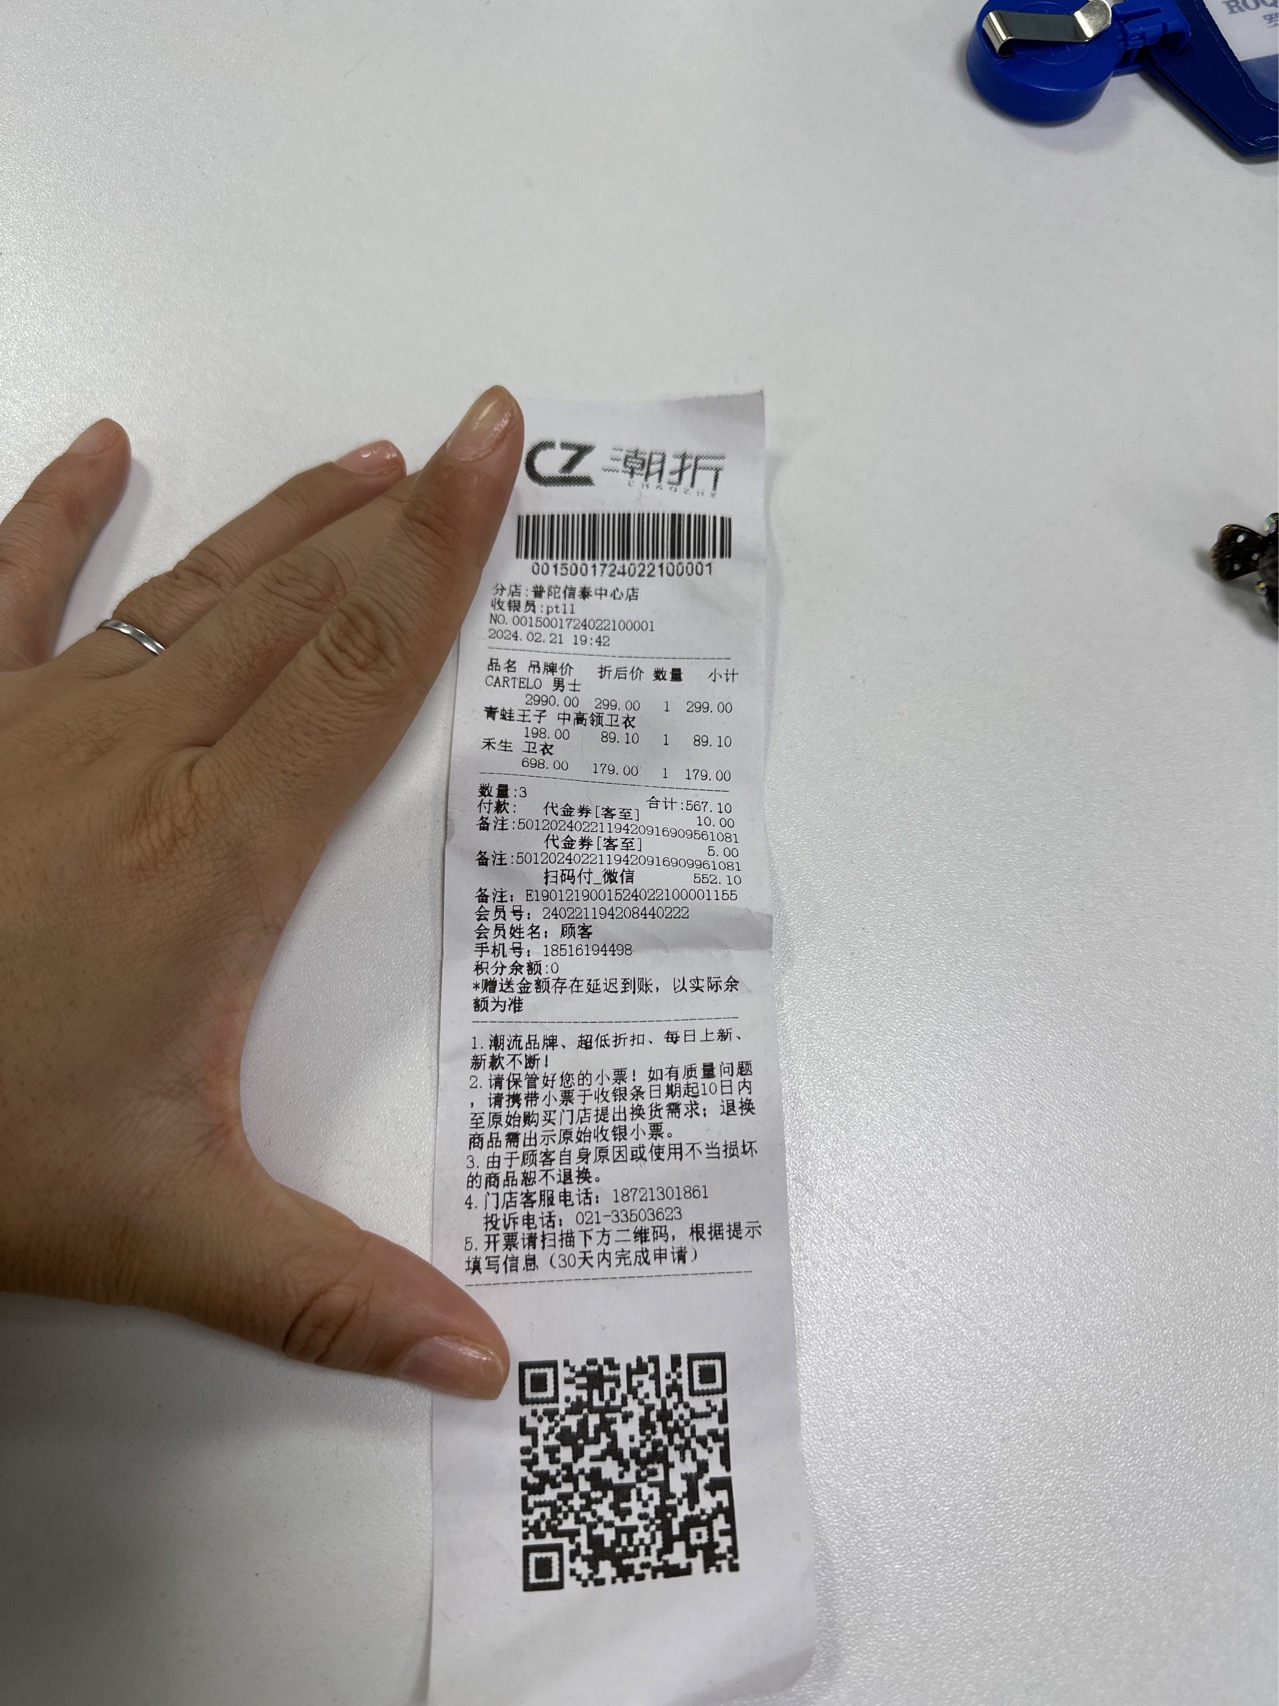 ROQ
CZ 潮折
CHAOZHE
0015001724022100001
分店:普陀信泰中心店
收银员:pt11
NO.0015001724022100001
2024.02.21 19:42
品名 吊牌价 折后价 数量 小计
CARTELO 男士
2990.00 299.00 1 299.00
青蛙王子 中高领卫衣
198.00 89.10 1 89.10
禾生 卫衣
698.00 179.00 1 179.00
数量:3 合计:567.10
付款: 代金券[客至] 10.00
备注:5012024022119420916909561081
代金券[客至] 5.00
备注:5012024022119420916909961081
扫码付_微信 552.10
备注: E19012190015240221000011​55
会员号: 240221194208440222
会员姓名: 顾客
手机号: 18516194498
积分余额:0
*赠送金额存在延迟到账, 以实际余
额为准
1.潮流品牌、超低折扣、每日上新、
新款不断!
2.请保管好您的小票! 如有质量问题
, 请携带小票于收银条日期起10日内
至原始购买门店提出换货需求; 退换
商品需出示原始收银小票。
3.由于顾客自身原因或使用不当损坏
的商品恕不退换。
4.门店客服电话: 18721301861
投诉电话: 021-33503623
5.开票请扫描下方二维码, 根据提示
填写信息 (30天内完成申请)